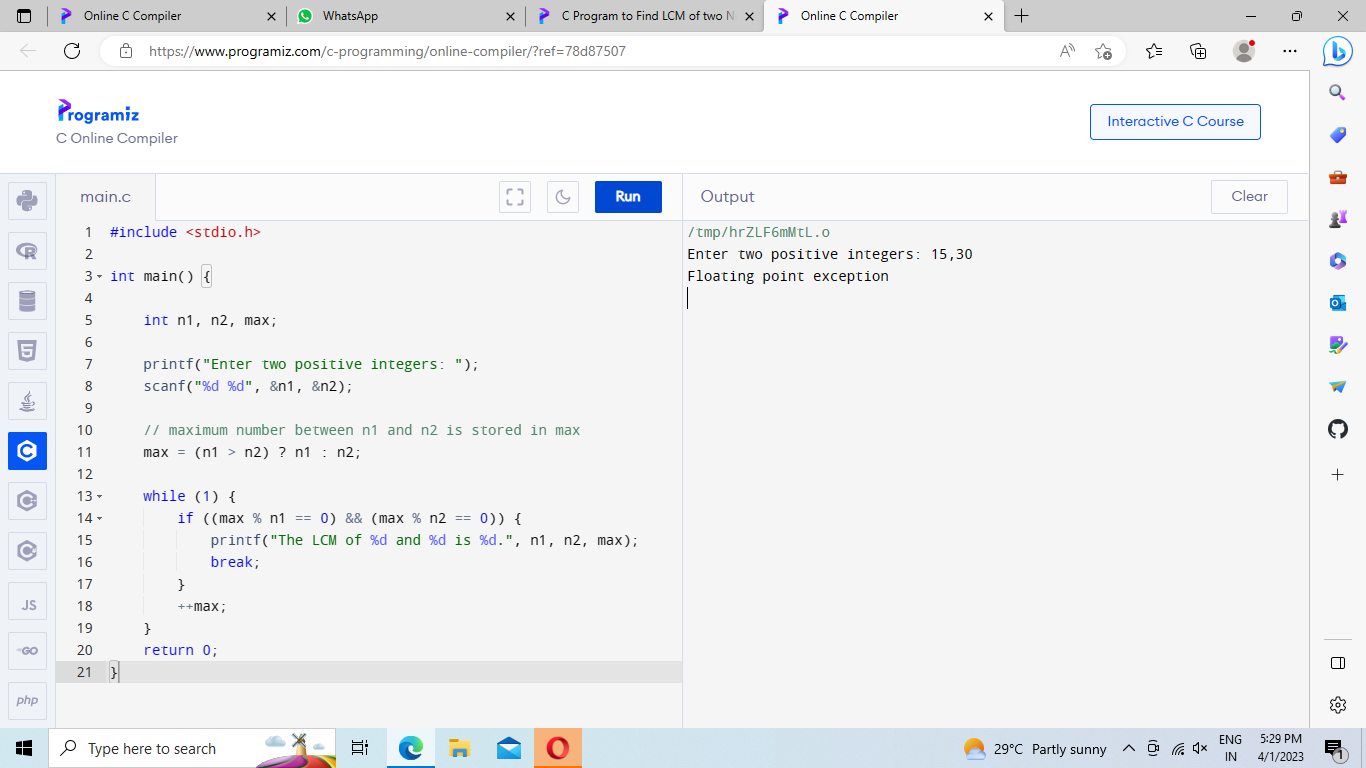 Online C Compiler
WhatsApp
C Program to Find LCM of two N
Online C Compiler
https://www.programiz.com/c-programming/online-compiler/?ref=78d87507
Programiz
C Online Compiler
Interactive C Course
main.c
Run
Output
Clear
1 #include <stdio.h>
2
3 int main() {
4
5 int n1, n2, max;
6
7 printf("Enter two positive integers: ");
8 scanf("%d %d", &n1, &n2);
9
10 // maximum number between n1 and n2 is stored in max
11 max = (n1 > n2) ? n1 : n2;
12
13 while (1) {
14 if ((max % n1 == 0) && (max % n2 == 0)) {
15 printf("The LCM of %d and %d is %d.", n1, n2, max);
16 break;
17 }
18 ++max;
19 }
20 return 0;
21 }
/tmp/hrZLF6mMtL.o
Enter two positive integers: 15,30
Floating point exception
JS
GO
php
Type here to search
29°C Partly sunny
ENG
IN
5:29 PM
4/1/2023
1